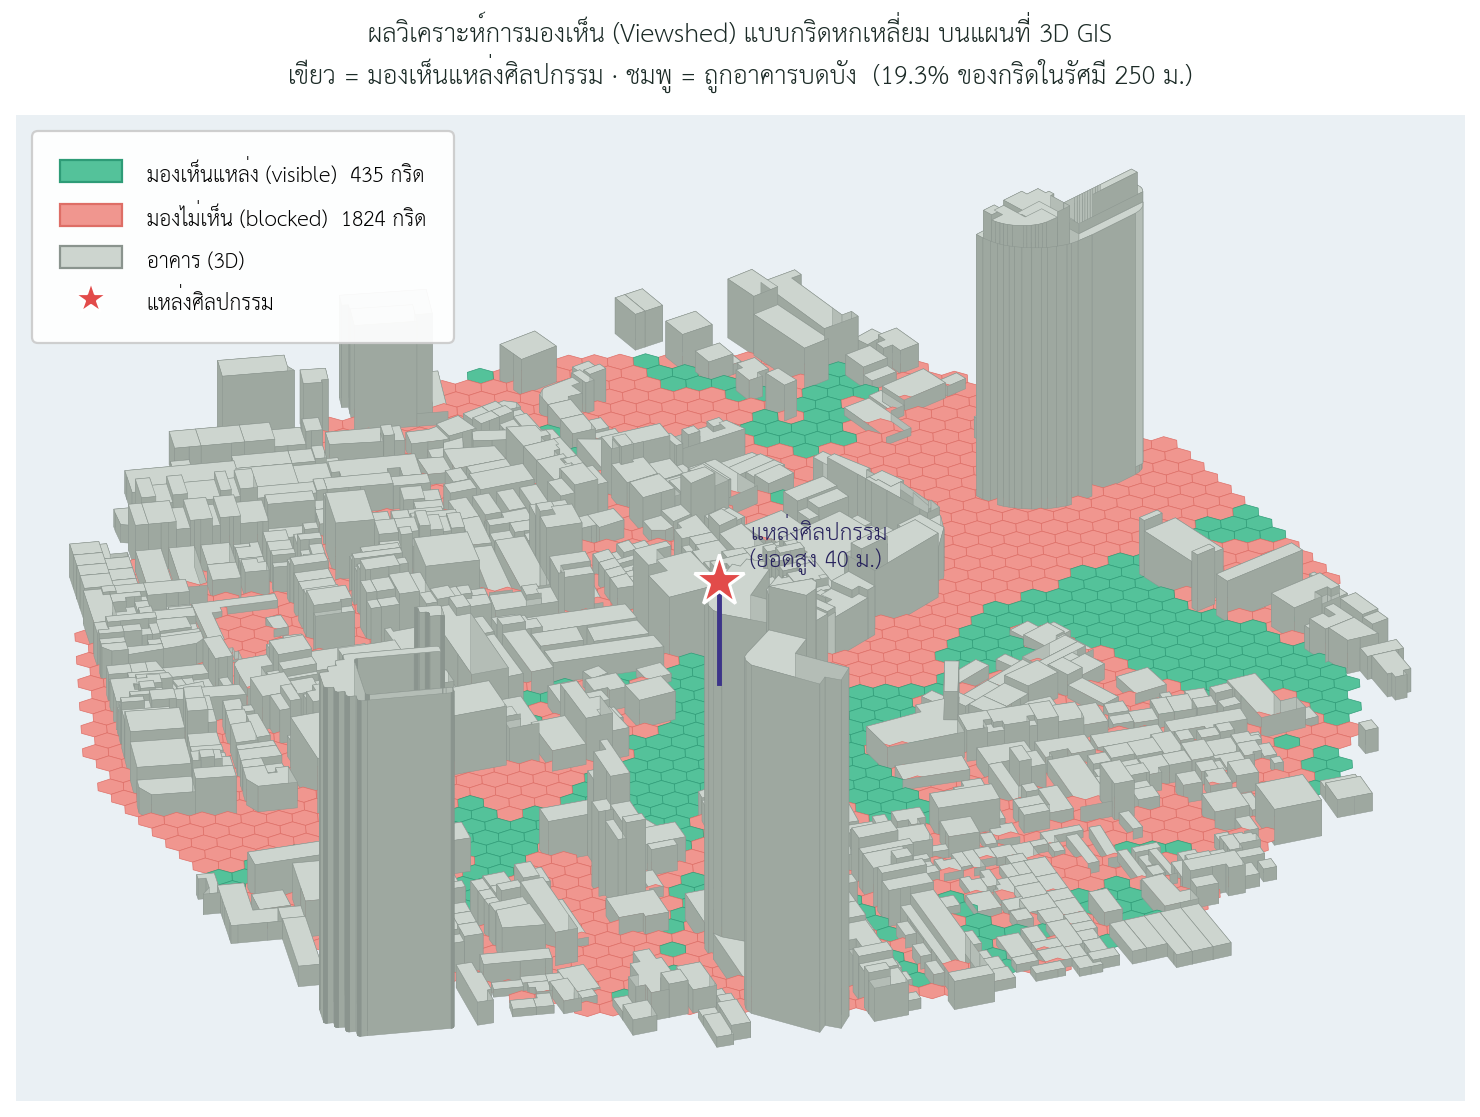 ผลวิเคราะห์การมองเห็น (Viewshed) แบบกริดหกเหลี่ยม บนแผนที่ 3D GIS
เขียว = มองเห็นแหล่งศิลปกรรม · ชมพู = ถูกอาคารบดบัง (19.3% ของกริดในรัศมี 250 ม.)
มองเห็นแหล่ง (visible) 435 กริด
มองไม่เห็น (blocked) 1824 กริด
อาคาร (3D)
แหล่งศิลปกรรม
แหล่งศิลปกรรม
(ยอดสูง 40 ม.)